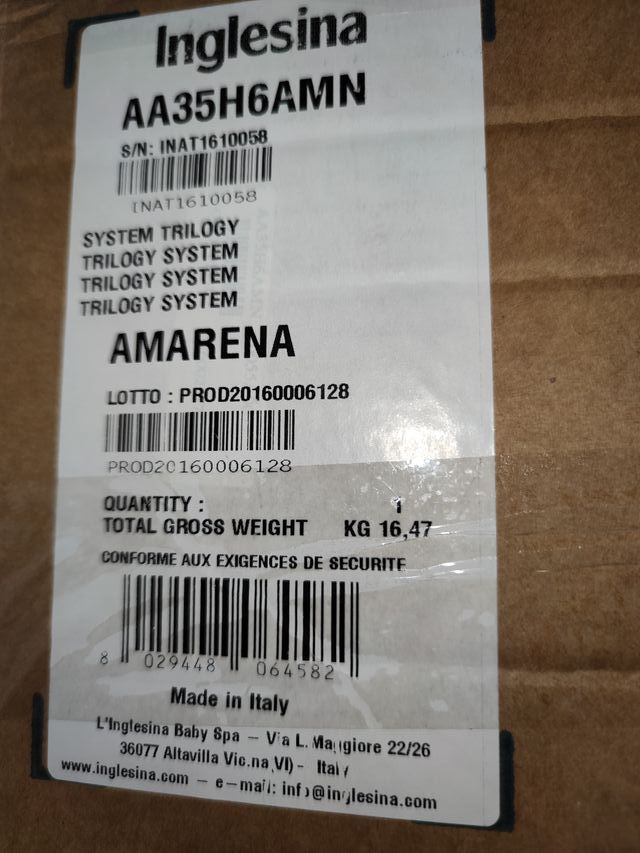 Inglesina
AA35H6AMN
S/N: INAT1610058
INAT1610058
SYSTEM TRILOGY
TRILOGY SYSTEM
TRILOGY SYSTEM
TRILOGY SYSTEM
AMARENA
LOTTO : PROD20160006128
PROD20160006128
QUANTITY : 1
TOTAL GROSS WEIGHT KG 16,47
CONFORME AUX EXIGENCES DE SECURITE
8 029448 064582
Made in Italy
L'Inglesina Baby Spa – Via L. Maggiore 22/26
36077 Altavilla Vic.na (VI) – Italy
www.inglesina.com – e–mail: info@inglesina.com